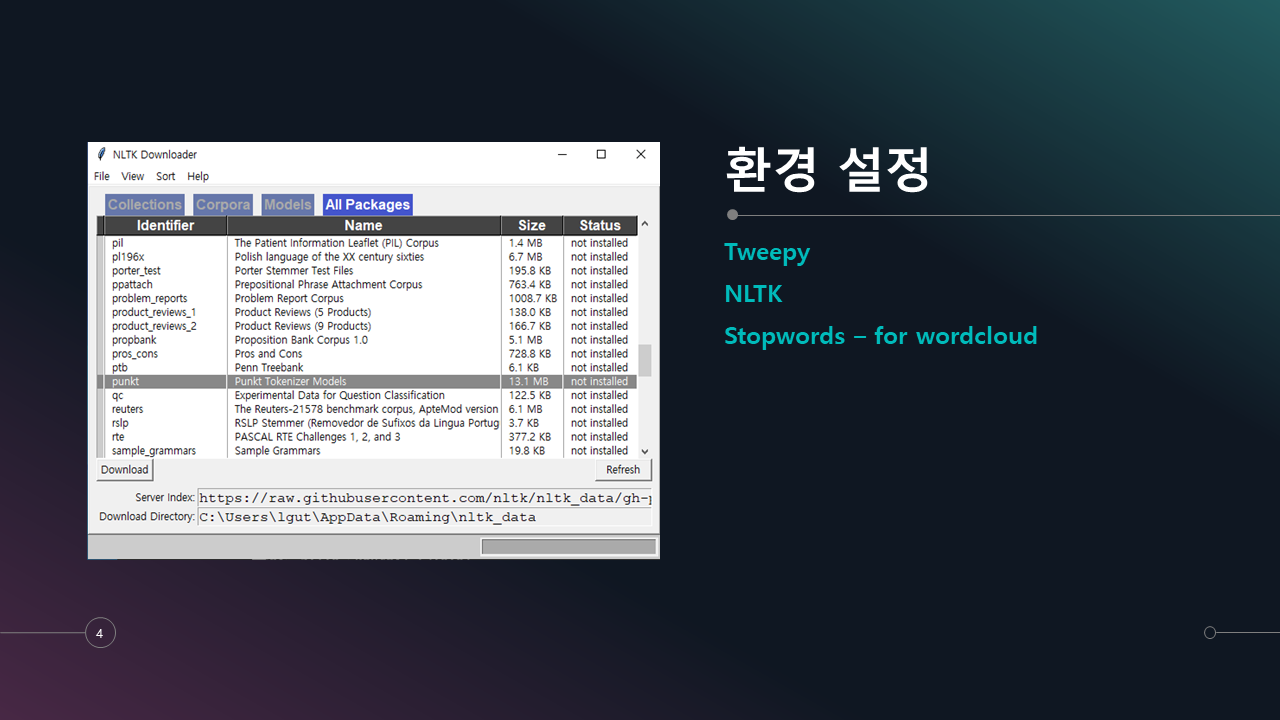 NLTK Downloader
File View Sort Help
Collections Corpora Models All Packages
Identifier Name Size Status
pil The Patient Information Leaflet (PIL) Corpus 1.4 MB not installed
pl196x Polish language of the XX century sixties 6.7 MB not installed
porter_test Porter Stemmer Test Files 195.8 KB not installed
ppattach Prepositional Phrase Attachment Corpus 763.4 KB not installed
problem_reports Problem Report Corpus 1008.7 KB not installed
product_reviews_1 Product Reviews (5 Products) 138.0 KB not installed
product_reviews_2 Product Reviews (9 Products) 166.7 KB not installed
propbank Proposition Bank Corpus 1.0 5.1 MB not installed
pros_cons Pros and Cons 728.8 KB not installed
ptb Penn Treebank 6.1 KB not installed
punkt Punkt Tokenizer Models 13.1 MB not installed
qc Experimental Data for Question Classification 122.5 KB not installed
reuters The Reuters-21578 benchmark corpus, ApteMod version 6.1 MB not installed
rslp RSLP Stemmer (Removedor de Sufixos da Lingua Portug 3.7 KB not installed
rte PASCAL RTE Challenges 1, 2, and 3 377.2 KB not installed
sample_grammars Sample Grammars 19.8 KB not installed
Download Refresh
Server Index: https://raw.githubusercontent.com/nltk/nltk_data/gh-p
Download Directory: C:\Users\lgut\AppData\Roaming\nltk_data
환경 설정
Tweepy
NLTK
Stopwords – for wordcloud
4